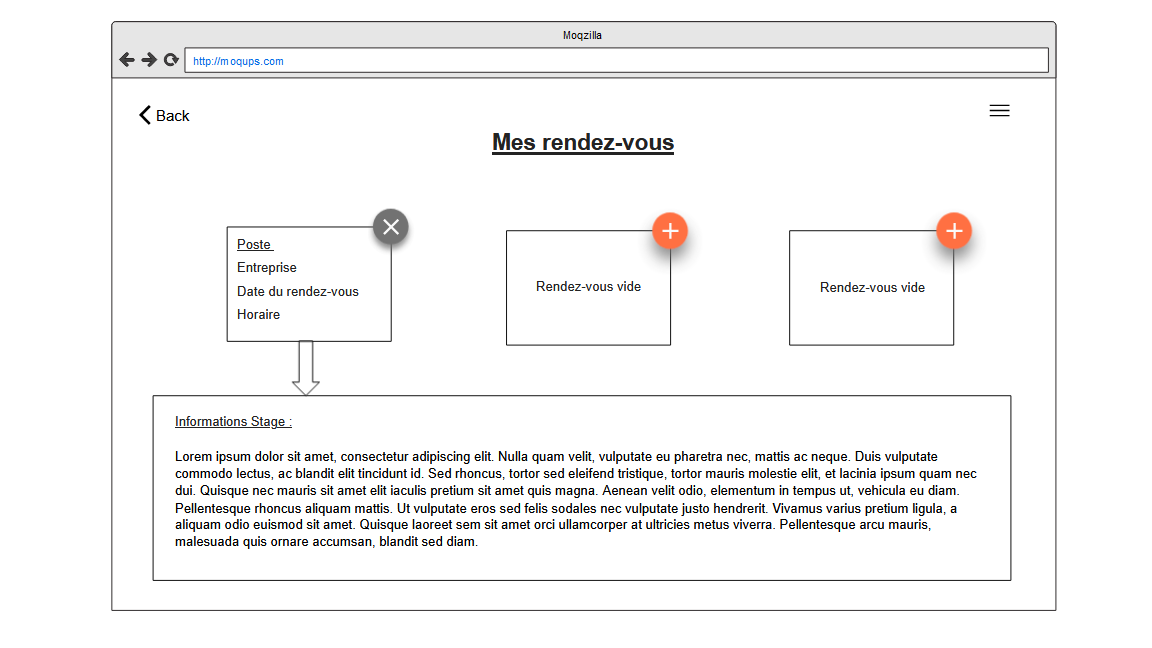 Moqzilla
http://moqups.com
Back
Mes rendez-vous
Poste
Entreprise
Date du rendez-vous
Horaire
Rendez-vous vide
Rendez-vous vide
Informations Stage :
Lorem ipsum dolor sit amet, consectetur adipiscing elit. Nulla quam velit, vulputate eu pharetra nec, mattis ac neque. Duis vulputate
commodo lectus, ac blandit elit tincidunt id. Sed rhoncus, tortor sed eleifend tristique, tortor mauris molestie elit, et lacinia ipsum quam nec
dui. Quisque nec mauris sit amet elit iaculis pretium sit amet quis magna. Aenean velit odio, elementum in tempus ut, vehicula eu diam.
Pellentesque rhoncus aliquam mattis. Ut vulputate eros sed felis sodales nec vulputate justo hendrerit. Vivamus varius pretium ligula, a
aliquam odio euismod sit amet. Quisque laoreet sem sit amet orci ullamcorper at ultricies metus viverra. Pellentesque arcu mauris,
malesuada quis ornare accumsan, blandit sed diam.